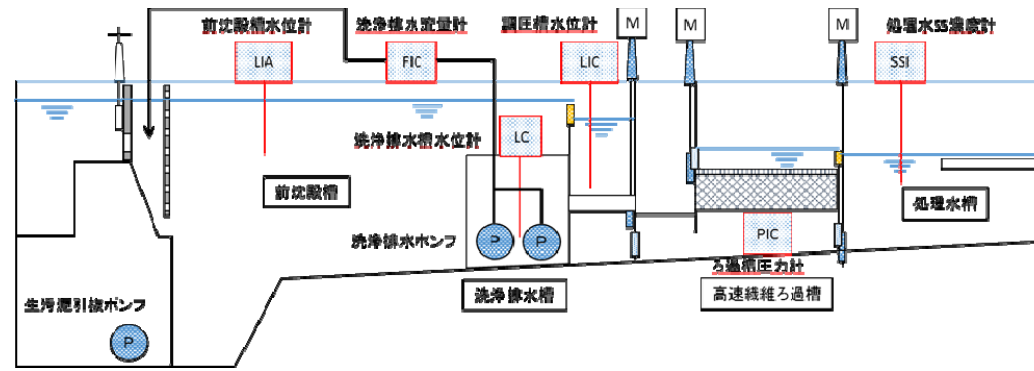 前沈殿槽水位計
洗浄排水流量計
調圧槽水位計
M
M
M
処理水SS濃度計
LIA
FIC
LIC
SSI
洗浄排水槽水位計
LC
前沈殿槽
処理水槽
洗浄排水ポンプ
P
P
PIC
ろ過槽圧力計
生汚泥引抜ポンプ
洗浄排水槽
高速繊維ろ過槽
P